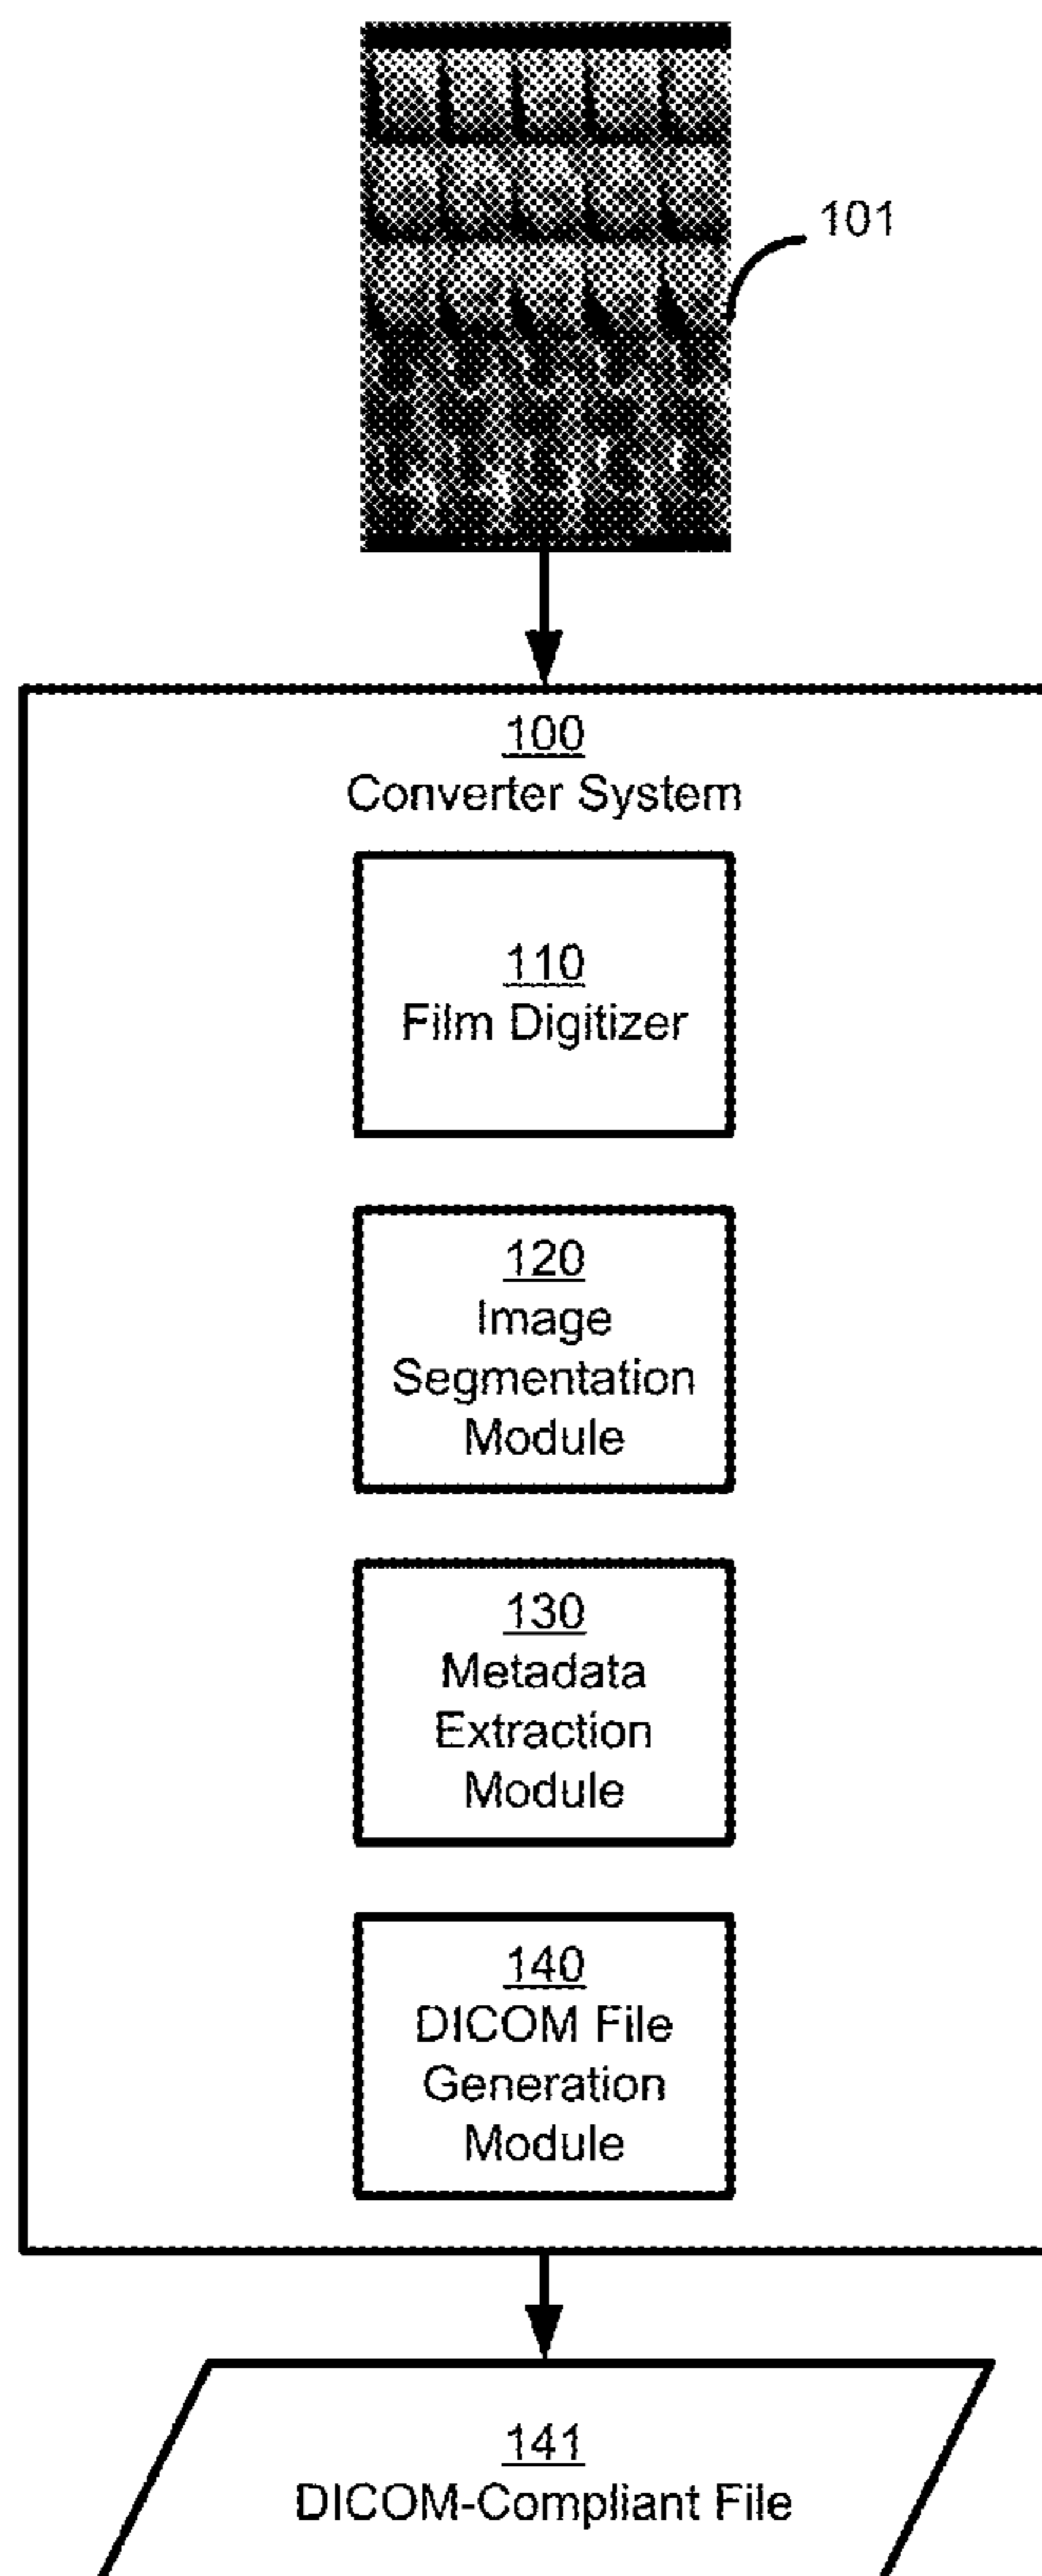 101
100
Converter System
110
Film Digitizer
120
Image
Segmentation
Module
130
Metadata
Extraction
Module
140
DICOM File
Generation
Module
141
DICOM-Compliant File